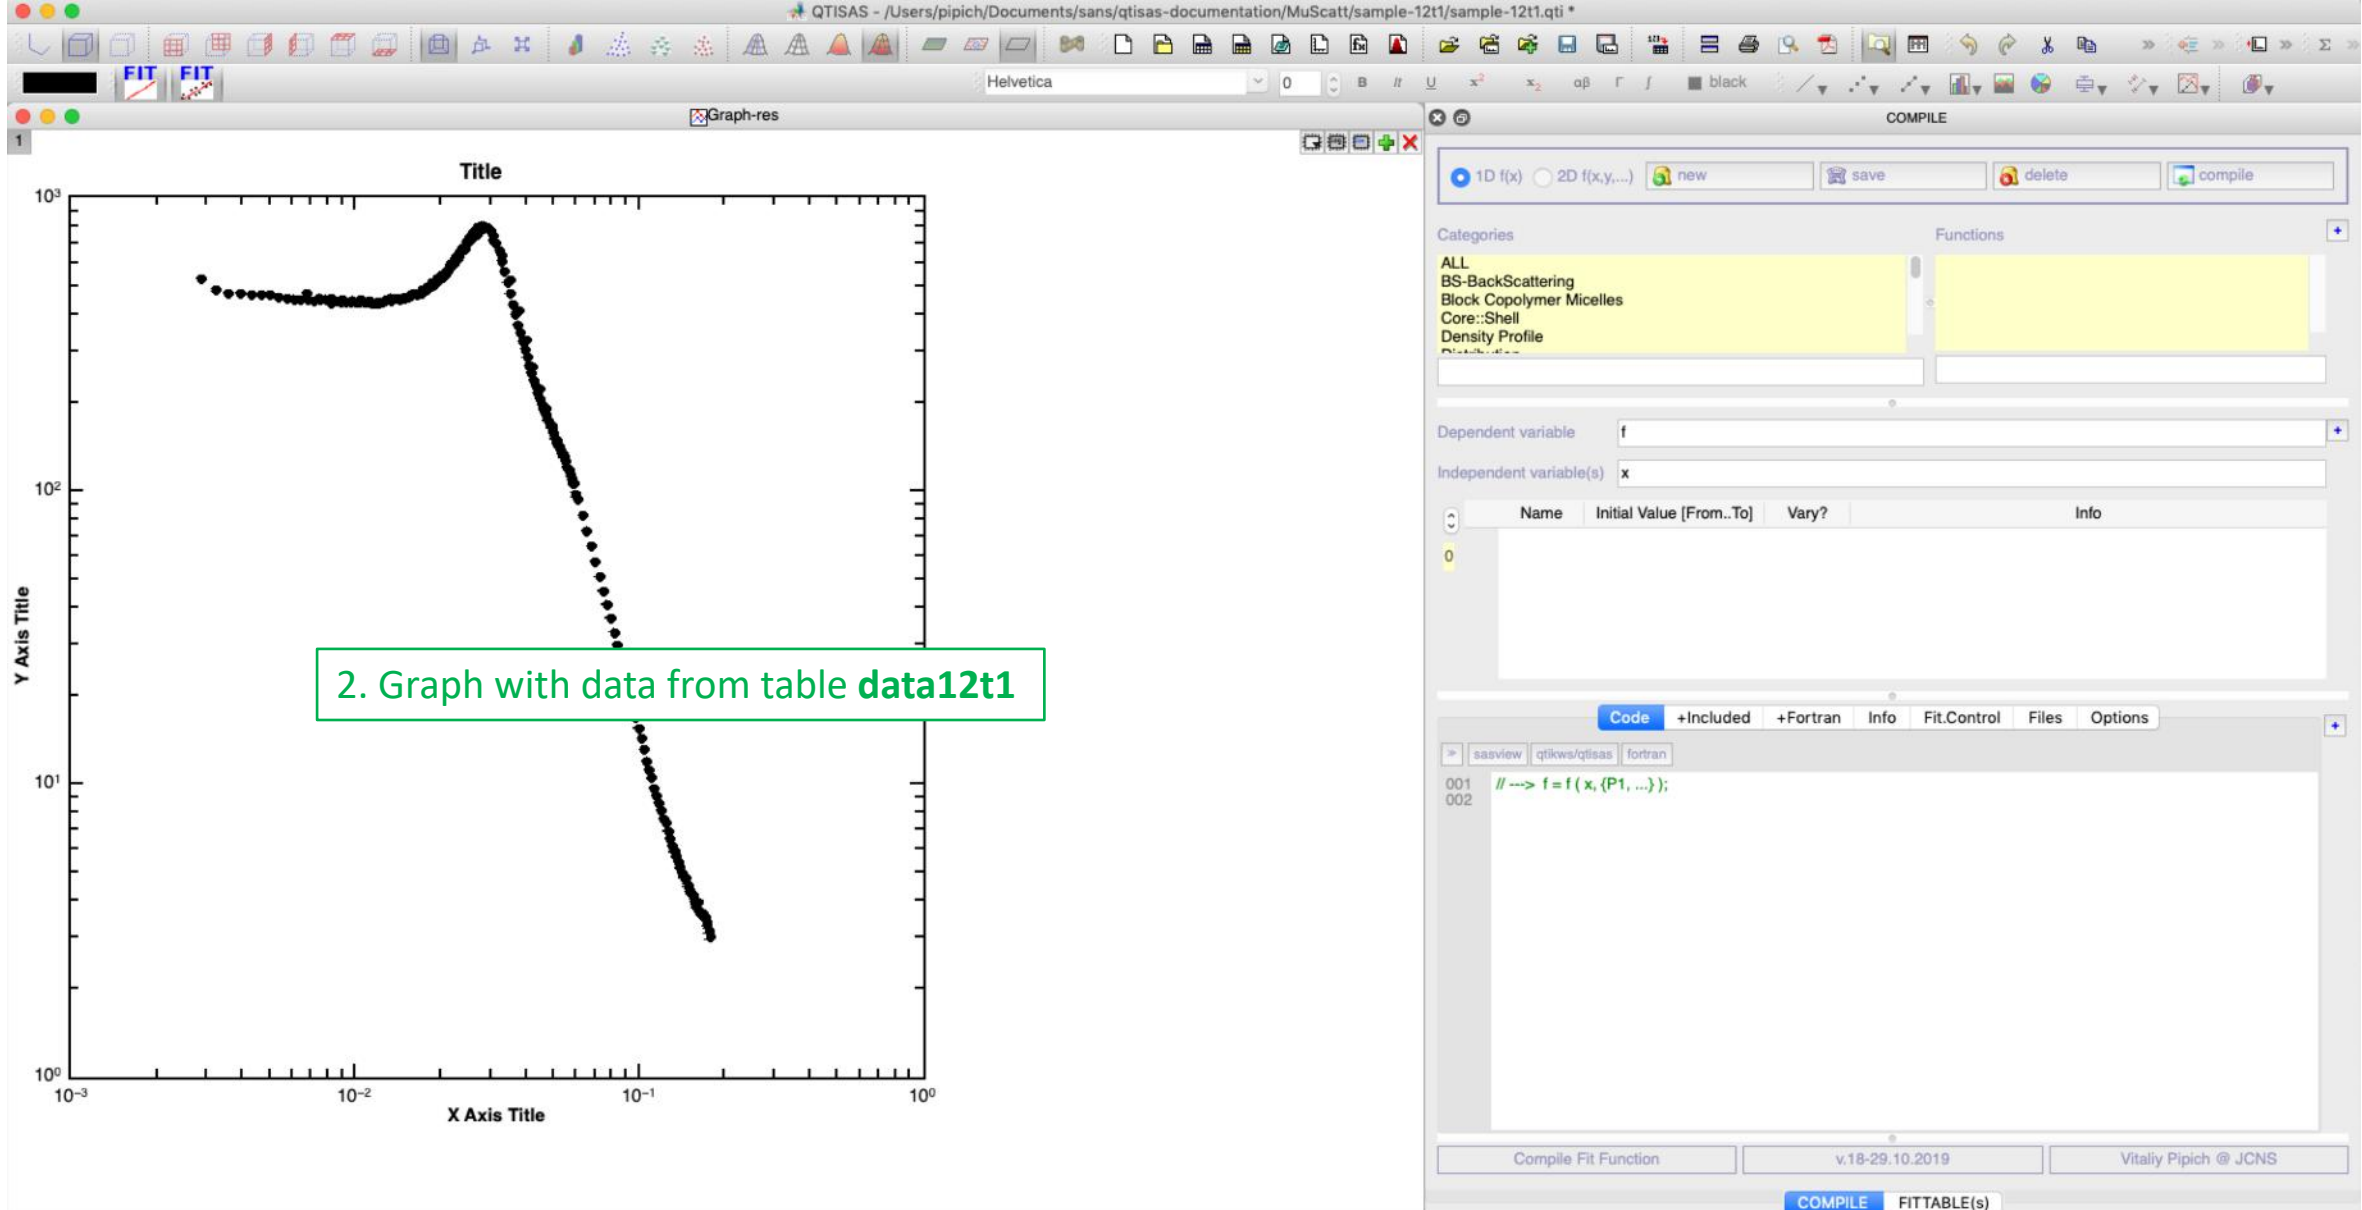 QTISAS - /Users/pipich/Documents/sans/qtisas-documentation/MuScatt/sample-12t1/sample-12t1.qti *
FIT FIT
Helvetica 0 B It U x² x₂ αβ Γ ∫ black
Graph-res
1
Title
10³
10²
10¹
10⁰
Y Axis Title
10⁻³ 10⁻² 10⁻¹ 10⁰
X Axis Title
2. Graph with data from table data12t1
COMPILE
1D f(x) 2D f(x,y,...) new save delete compile
Categories Functions
ALL
BS-BackScattering
Block Copolymer Micelles
Core::Shell
Density Profile
Dependent variable f
Independent variable(s) x
Name Initial Value [From..To] Vary? Info
0
Code +Included +Fortran Info Fit.Control Files Options
sasview qtikws/qtisas fortran
001 // ---> f = f ( x, {P1, ...} );
002
Compile Fit Function v.18-29.10.2019 Vitaliy Pipich @ JCNS
COMPILE FITTABLE(s)